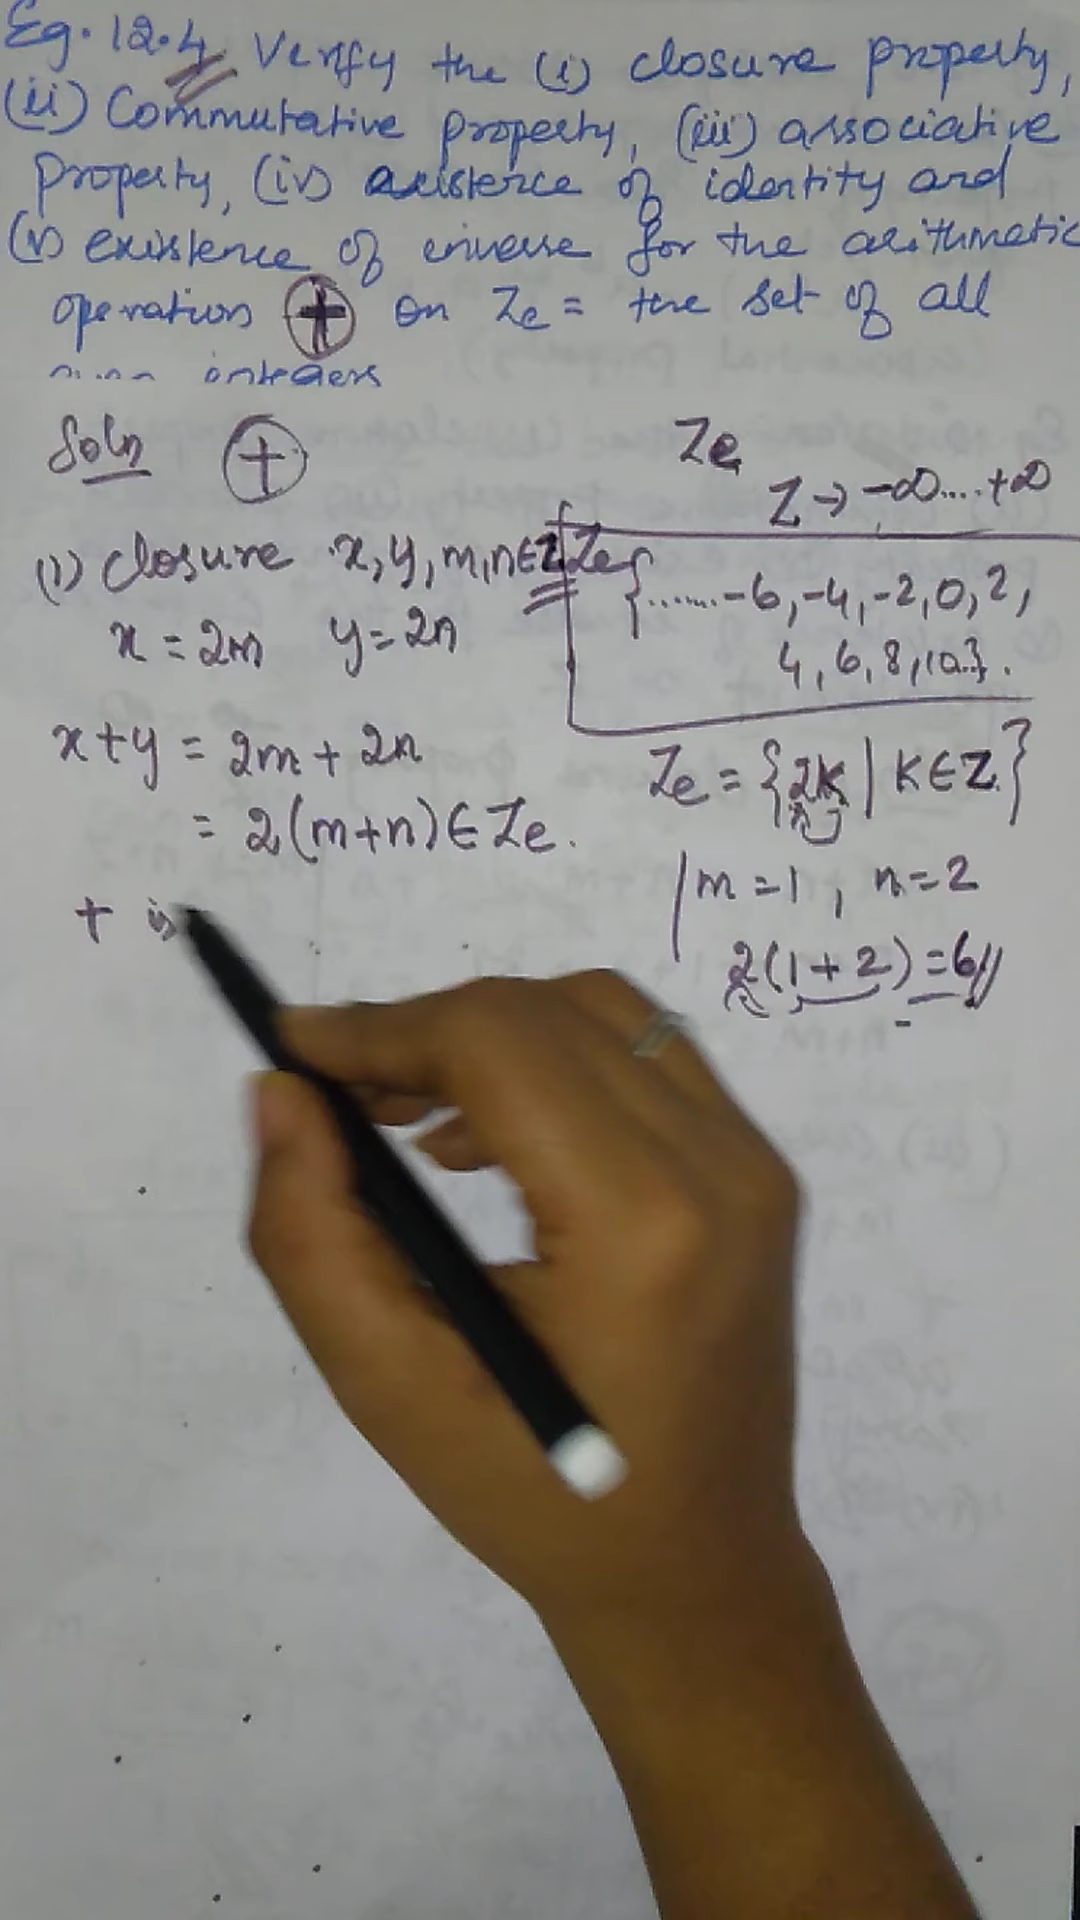 Eg. 12.4 Verify the (i) closure property,
(ii) Commutative property, (iii) associative
property, (iv) existence of identity and
(v) existence of inverse for the arithmetic
operation + on Ze = the set of all
integers
Soln +
Ze
Z → -∞....+∞
(i) closure x, y, m, n ∈ Z
x = 2m y = 2n
x+y = 2m + 2n
= 2(m+n) ∈ Ze.
+ is
Ze
{.......-6, -4, -2, 0, 2,
4, 6, 8, 10..}.
Ze = {2k | k ∈ Z}
m = 1, n = 2
2(1+2) = 6//